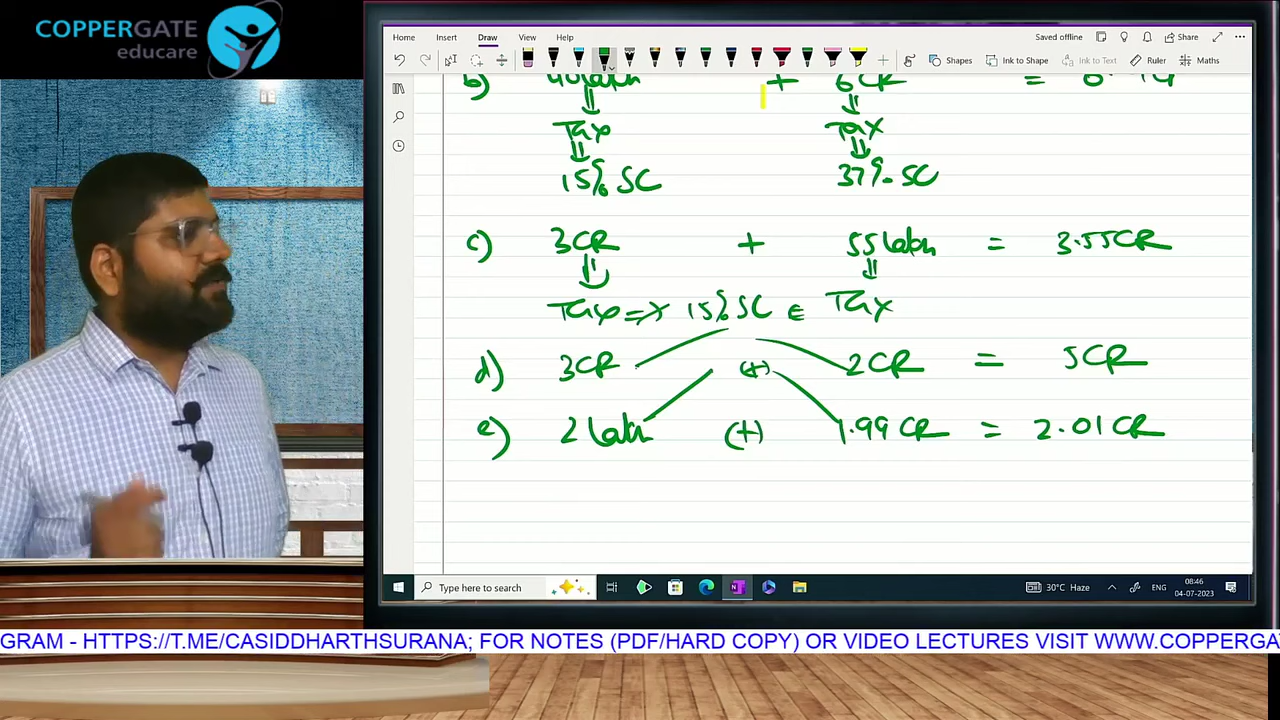 COPPERGATE
educare
Home Insert Draw View Help
Saved offline
Share
Shapes
Ink to Shape
Ink to Text
Ruler
Maths
b) + 6CR =
Tax Tax
15% SC 37% SC
c) 3CR + 55 lakh = 3.55CR
Tax => 15% SC Tax
d) 3CR (+) 2CR = 5CR
e) 2 lakh (+) 1.99 CR = 2.01 CR
Type here to search
30°C Haze
ENG
08:46
04-07-2023
GRAM - HTTPS://T.ME/CASIDDHARTHSURANA; FOR NOTES (PDF/HARD COPY) OR VIDEO LECTURES VISIT WWW.COPPERGA